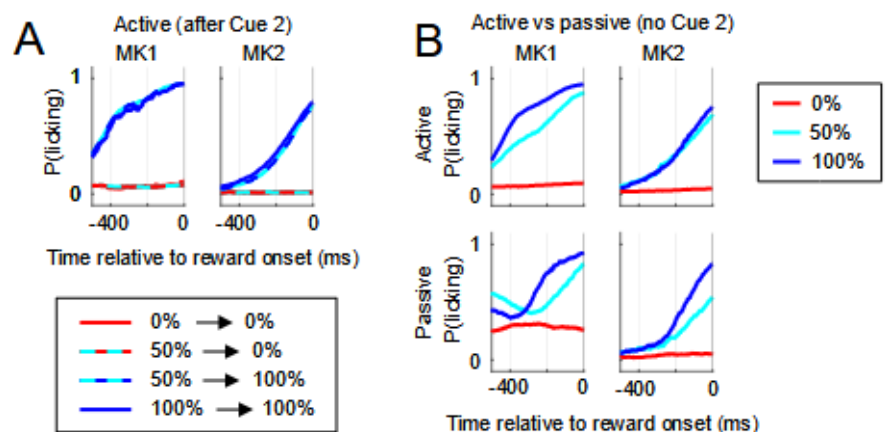 A
Active (after Cue 2)
MK1 MK2
P(licking)
1
0
-400 0 -400 0
Time relative to reward onset (ms)
0% → 0%
50% → 0%
50% → 100%
100% → 100%
B
Active vs passive (no Cue 2)
MK1 MK2
Active
P(licking)
1
0
Passive
P(licking)
1
0
-400 0 -400 0
Time relative to reward onset (ms)
0%
50%
100%